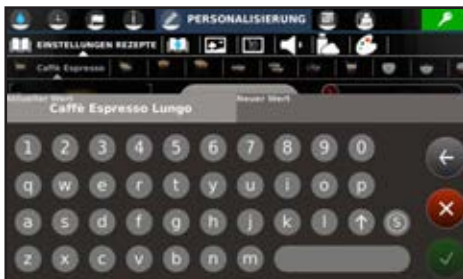 PERSONALISIERUNG
EINSTELLUNGEN REZEPTE
Caffè Espresso
Aktueller Wert
Neuer Wert
Caffè Espresso Lungo
1 2 3 4 5 6 7 8 9 0
q w e r t y u i o p
a s d f g h j k l ↑ S
z x c v b n m